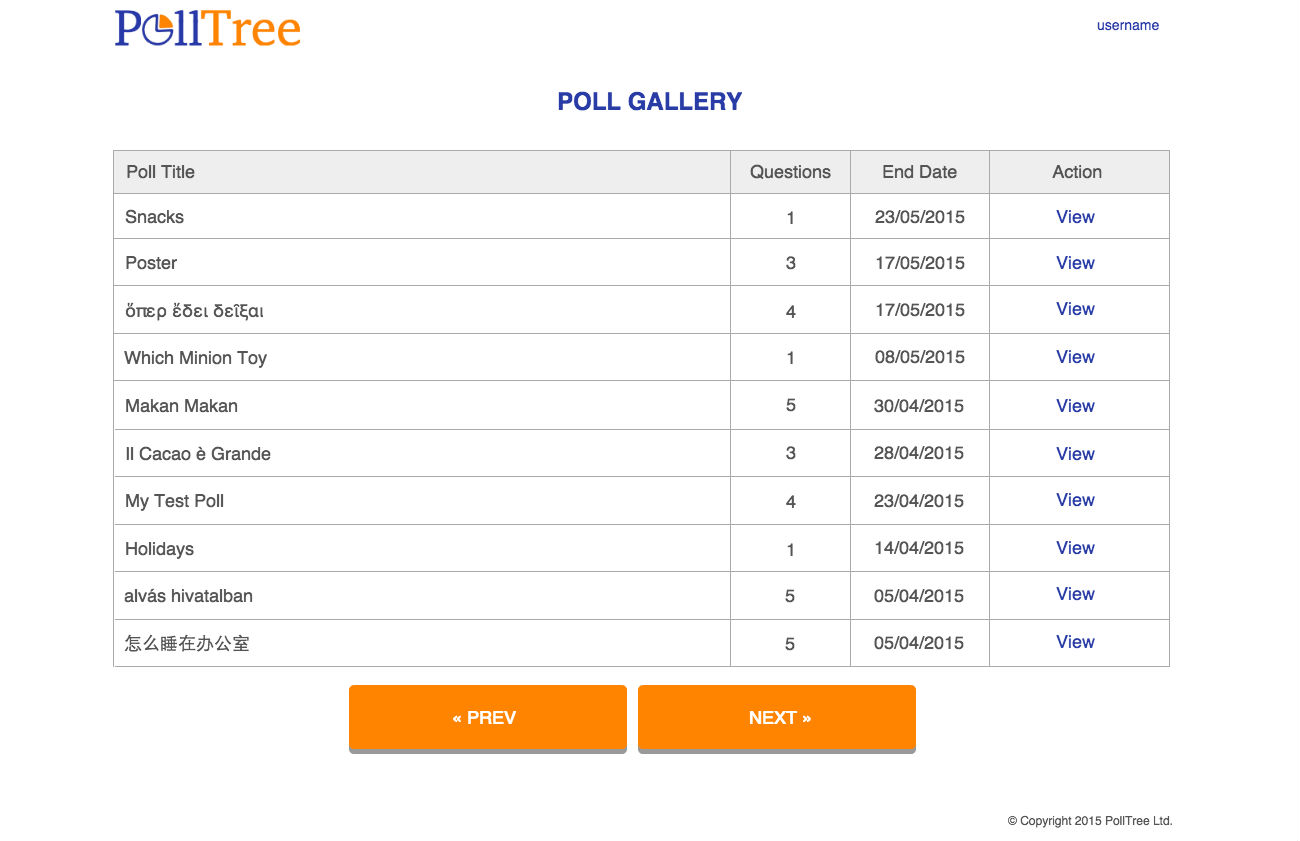 PollTree
username
POLL GALLERY
Poll Title Questions End Date Action
Snacks 1 23/05/2015 View
Poster 3 17/05/2015 View
ὅπερ ἔδει δεῖξαι 4 17/05/2015 View
Which Minion Toy 1 08/05/2015 View
Makan Makan 5 30/04/2015 View
Il Cacao è Grande 3 28/04/2015 View
My Test Poll 4 23/04/2015 View
Holidays 1 14/04/2015 View
alvás hivatalban 5 05/04/2015 View
怎么睡在办公室 5 05/04/2015 View
« PREV NEXT »
© Copyright 2015 PollTree Ltd.